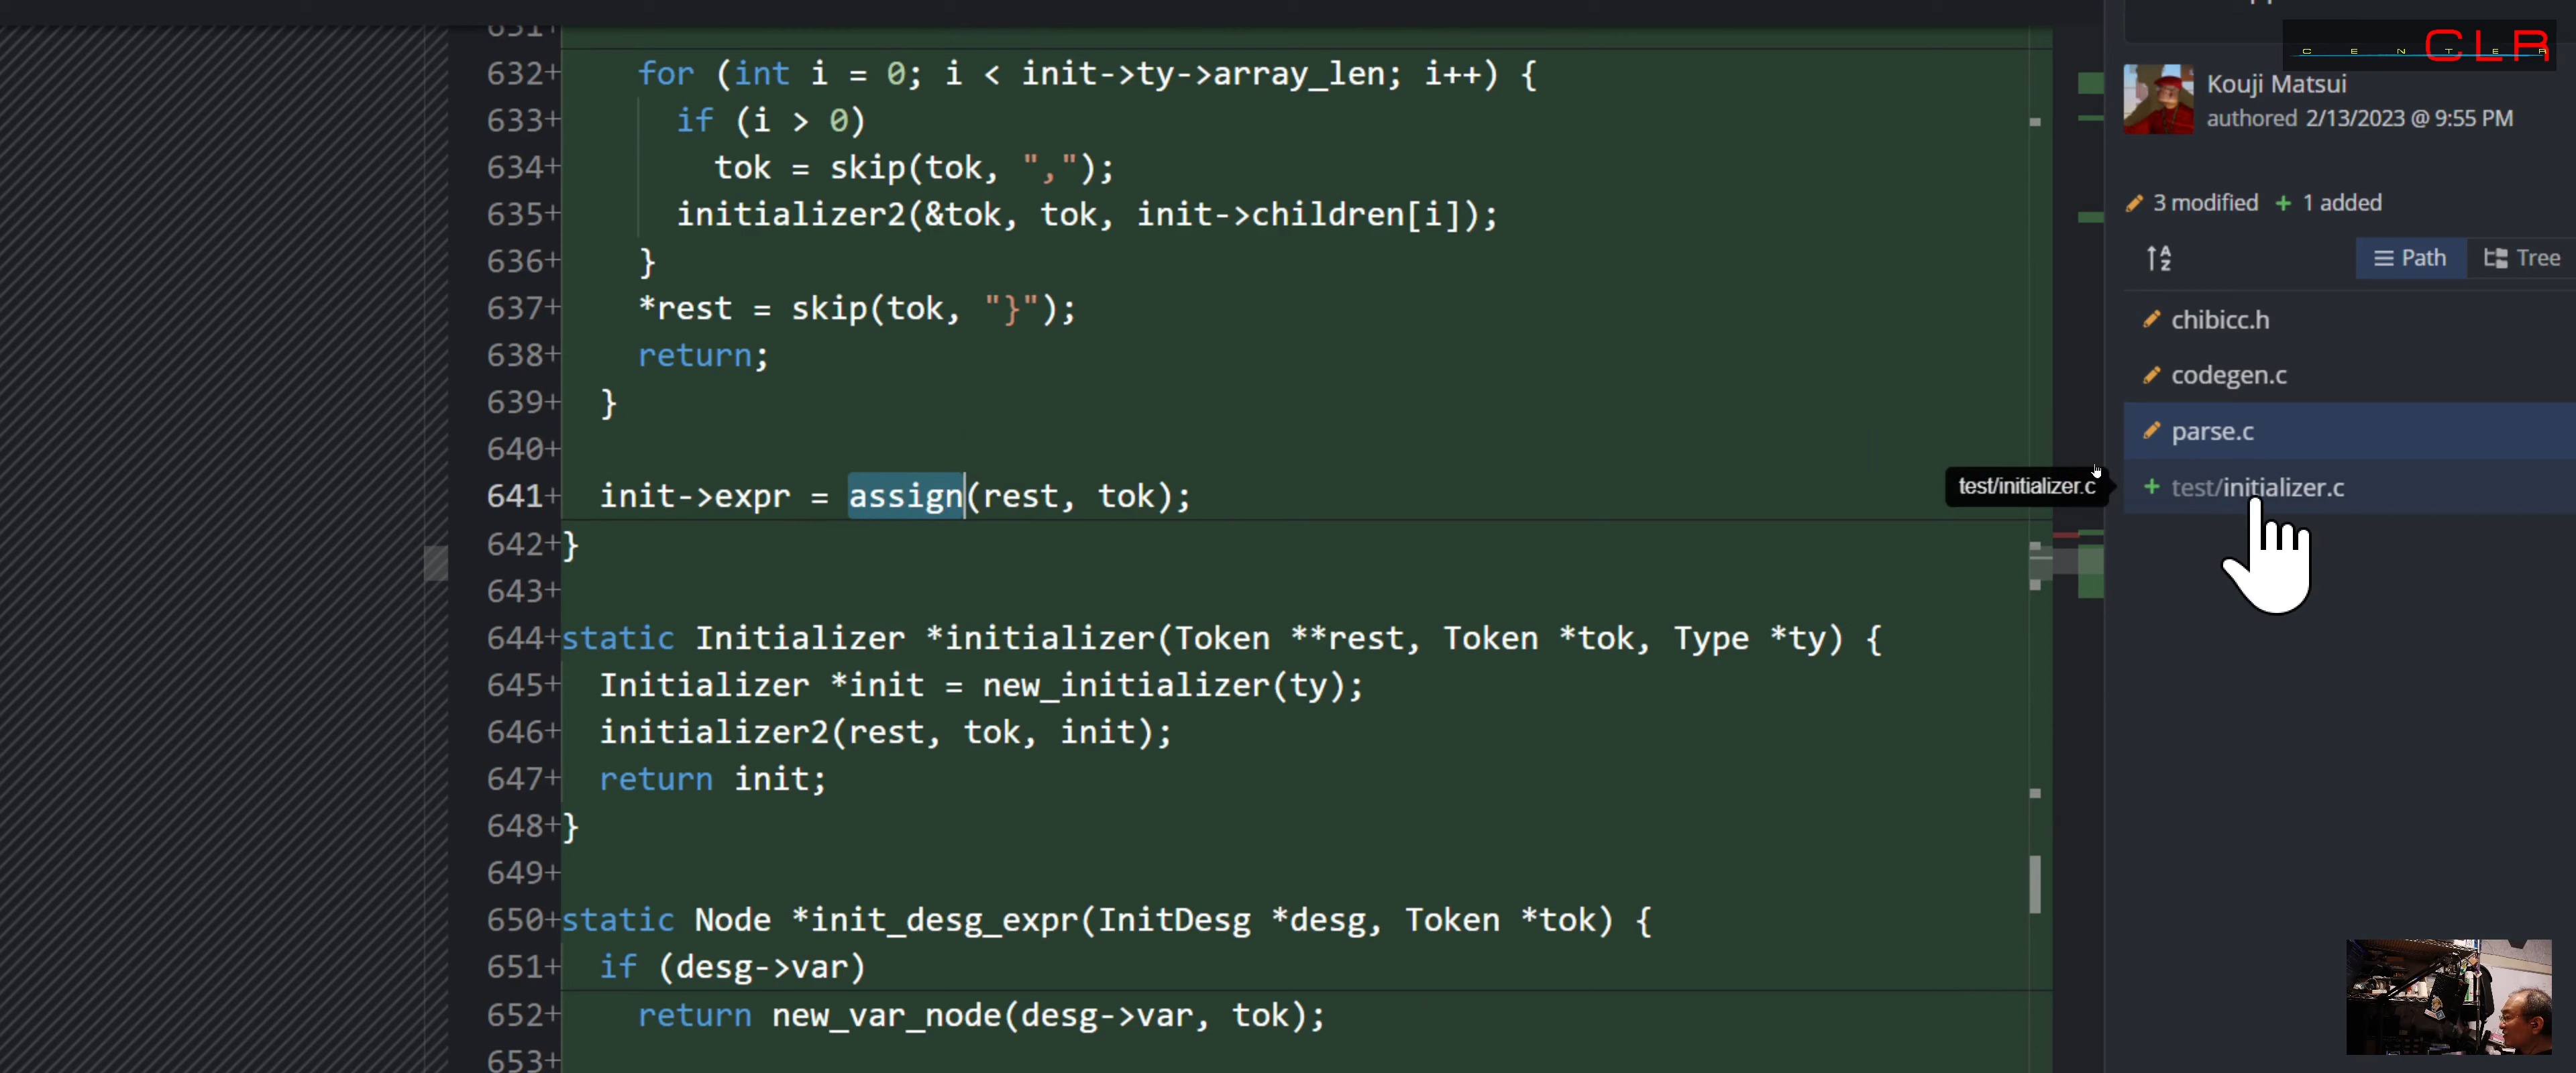 631+
632+ for (int i = 0; i < init->ty->array_len; i++) {
633+ if (i > 0)
634+ tok = skip(tok, ",");
635+ initializer2(&tok, tok, init->children[i]);
636+ }
637+ *rest = skip(tok, "}");
638+ return;
639+ }
640+
641+ init->expr = assign(rest, tok);
642+}
643+
644+static Initializer *initializer(Token **rest, Token *tok, Type *ty) {
645+ Initializer *init = new_initializer(ty);
646+ initializer2(rest, tok, init);
647+ return init;
648+}
649+
650+static Node *init_desg_expr(InitDesg *desg, Token *tok) {
651+ if (desg->var)
652+ return new_var_node(desg->var, tok);
653+
CENTER CLR
Kouji Matsui
authored 2/13/2023 @ 9:55 PM
3 modified + 1 added
A Z
Path Tree
chibicc.h
codegen.c
parse.c
test/initializer.c
+ test/initializer.c